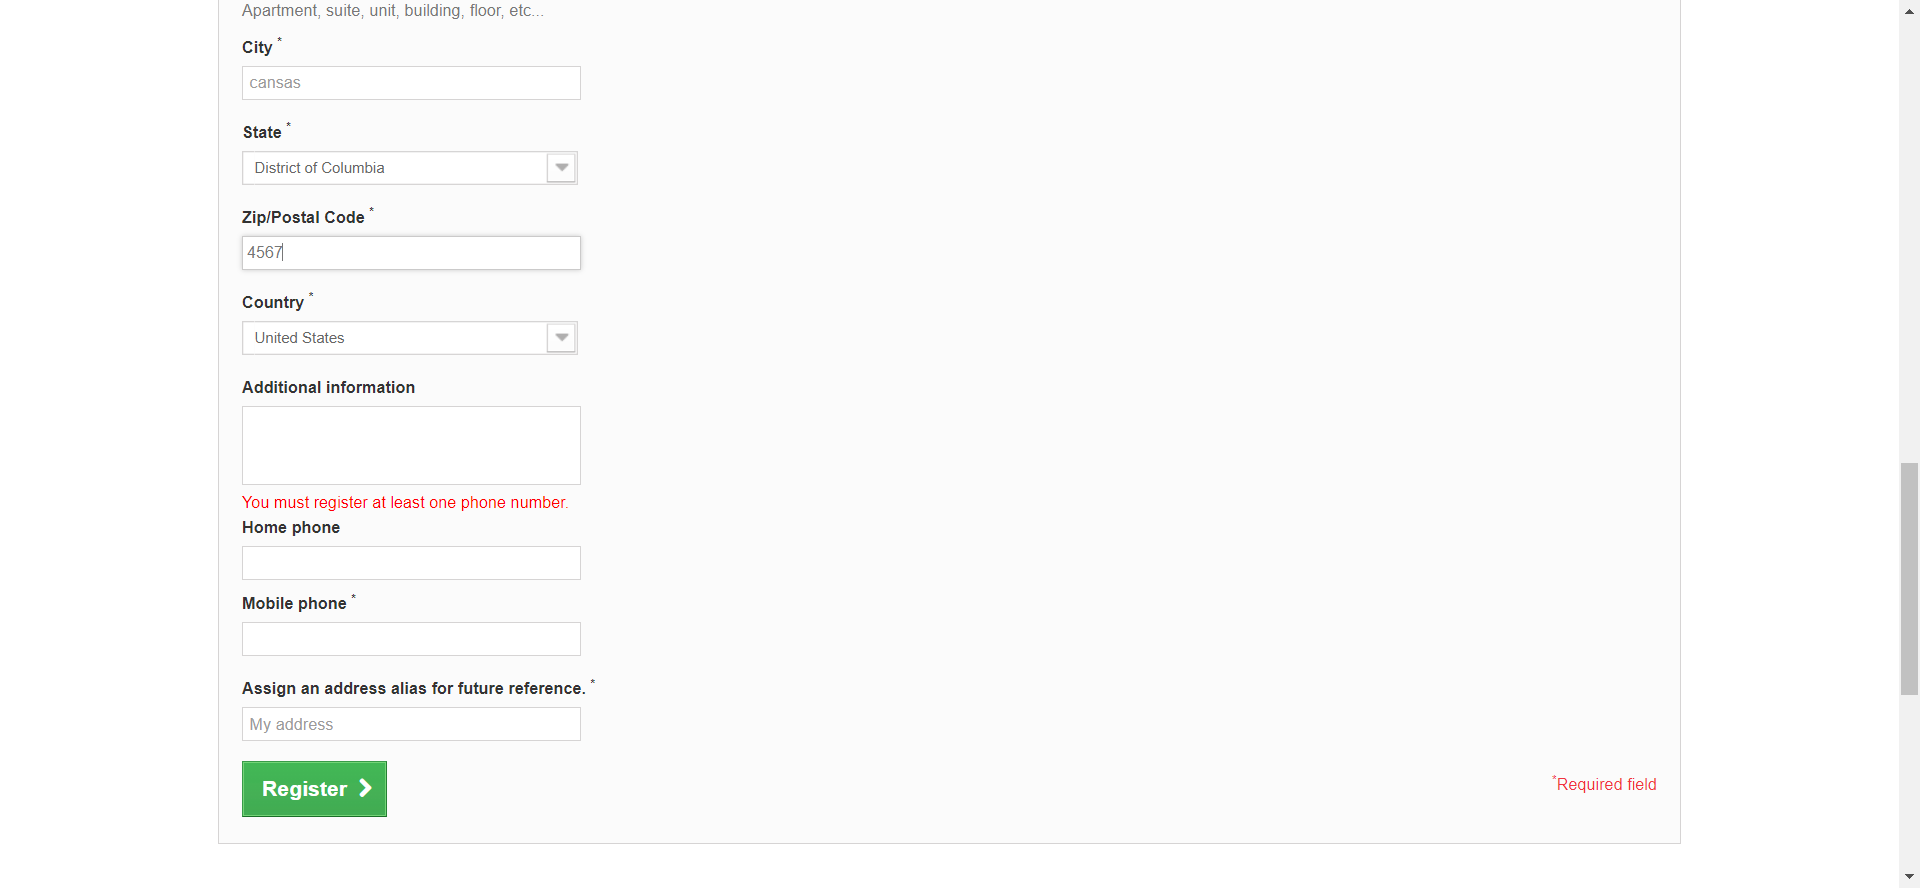 Apartment, suite, unit, building, floor, etc...
City *
cansas
State *
District of Columbia
Zip/Postal Code *
4567
Country *
United States
Additional information
You must register at least one phone number.
Home phone
Mobile phone *
Assign an address alias for future reference. *
My address
Register
*Required field